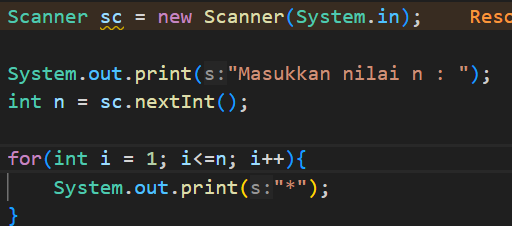 Scanner sc = new Scanner(System.in); Resc
System.out.print(s:"Masukkan nilai n : ");
int n = sc.nextInt();
for(int i = 1; i<=n; i++){
System.out.print(s:"*");
}